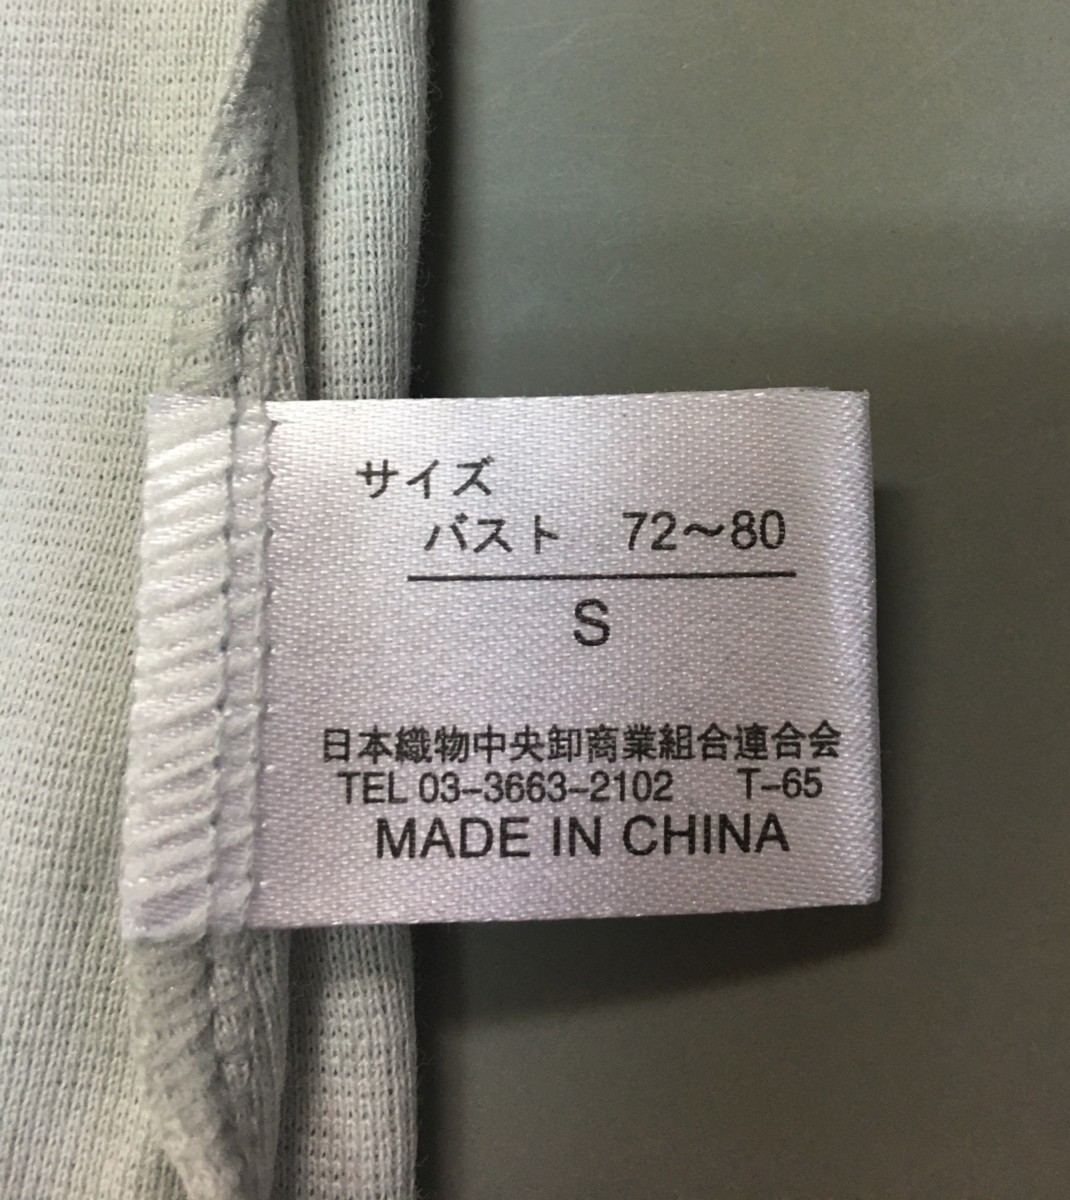 サイズ
バスト 72～80
S
日本織物中央卸商業組合連合会
TEL 03-3663-2102 T-65
MADE IN CHINA